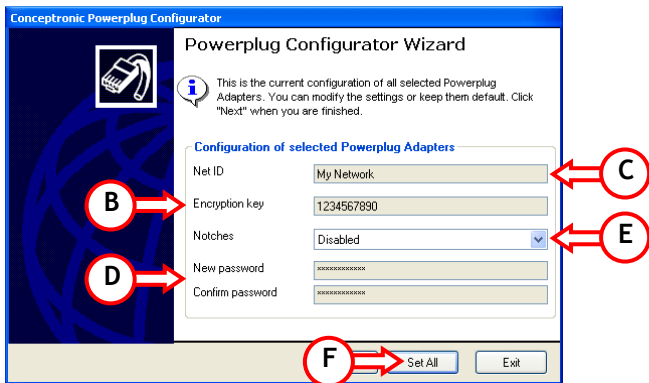 Conceptronic Powerplug Configurator
Powerplug Configurator Wizard
This is the current configuration of all selected Powerplug
Adapters. You can modify the settings or keep them default. Click
"Next" when you are finished.
Configuration of selected Powerplug Adapters
Net ID
My Network
C
B
Encryption key
1234567890
Notches
Disabled
E
D
New password
xxxxxxxxxxxx
Confirm password
xxxxxxxxxxxx
F
Set All
Exit